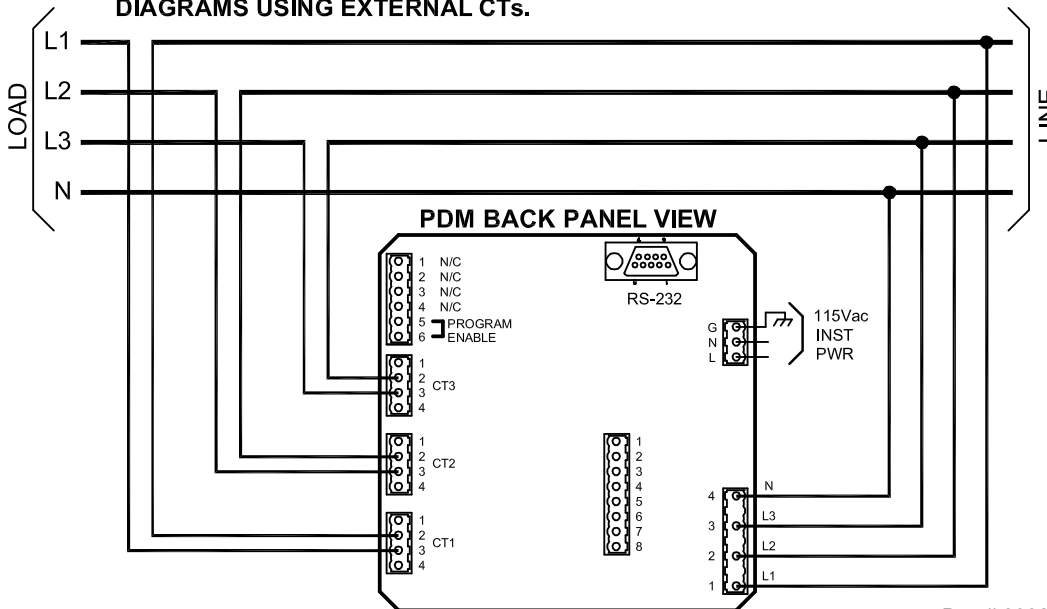 DIAGRAMS USING EXTERNAL CTs.
LOAD
L1
L2
L3
N
LINE
PDM BACK PANEL VIEW
1 N/C
2 N/C
3 N/C
4 N/C
5 PROGRAM
6 ENABLE
RS-232
G
N
L
115Vac
INST
PWR
1
2
3
4
CT3
1
2
3
4
CT2
1
2
3
4
CT1
1
2
3
4
5
6
7
8
4 N
3 L3
2 L2
1 L1